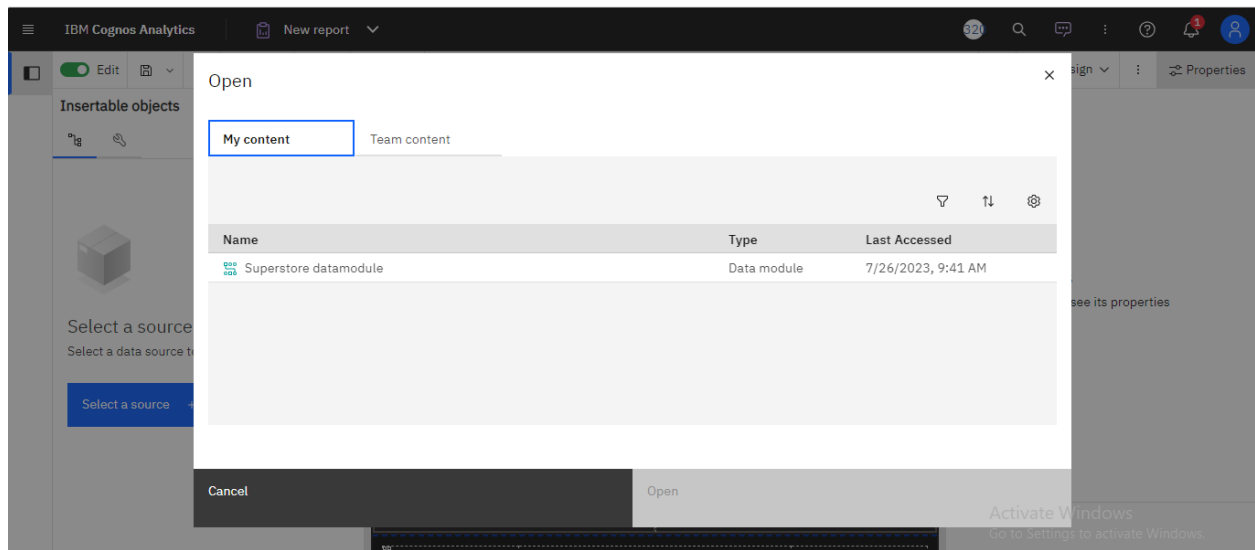 IBM Cognos Analytics
New report
320
1
Edit
Properties
Insertable objects
Open
My content
Team content
Name Type Last Accessed
Superstore datamodule Data module 7/26/2023, 9:41 AM
see its properties
Select a source
Select a data source
Select a source +
Cancel
Open
Activate Windows
Go to Settings to activate Windows.